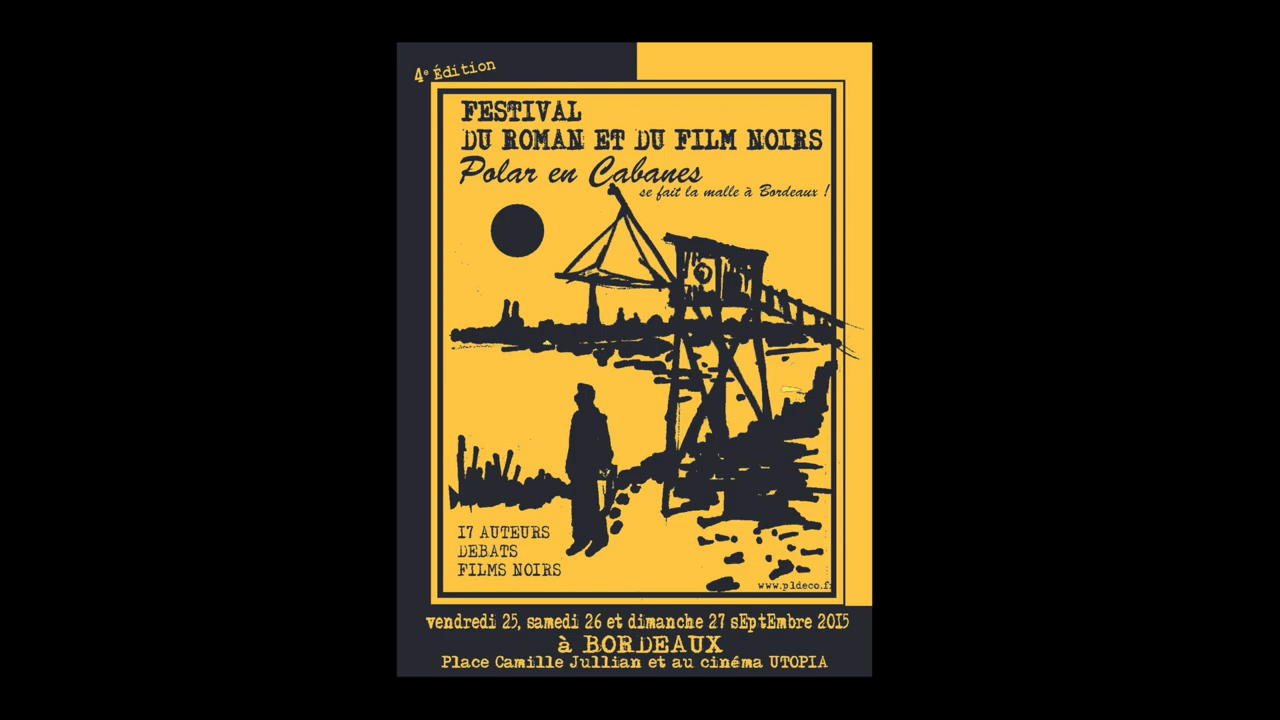 4e Édition
FESTIVAL
DU ROMAN ET DU FILM NOIRS
Polar en Cabanes
se fait la malle à Bordeaux !
17 AUTEURS
DEBATS
FILMS NOIRS
www.pldeco.fr
vendredi 25, samedi 26 et dimanche 27 sEptEmbre 2015
à BORDEAUX
Place Camille Jullian et au cinéma UTOPIA